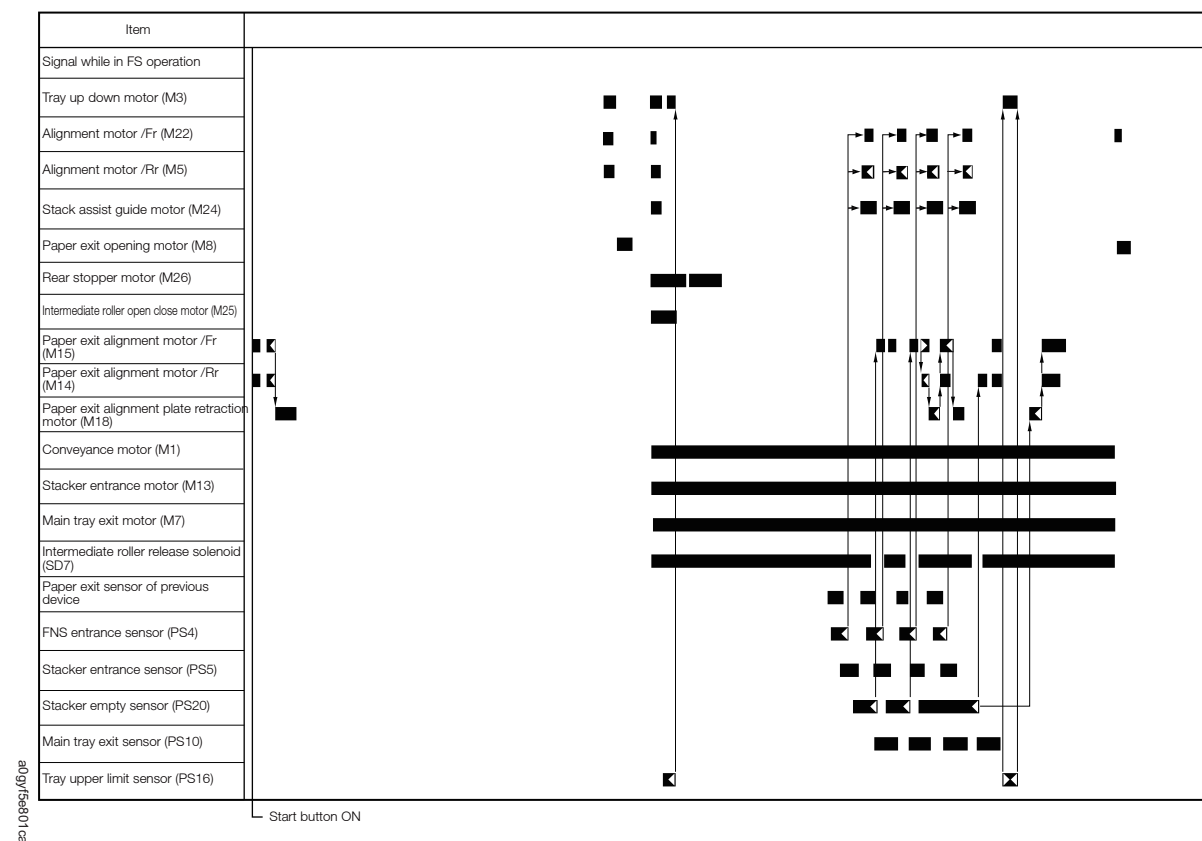 Item
Signal while in FS operation
Tray up down motor (M3)
Alignment motor /Fr (M22)
Alignment motor /Rr (M5)
Stack assist guide motor (M24)
Paper exit opening motor (M8)
Rear stopper motor (M26)
Intermediate roller open close motor (M25)
Paper exit alignment motor /Fr
(M15)
Paper exit alignment motor /Rr
(M14)
Paper exit alignment plate retraction
motor (M18)
Conveyance motor (M1)
Stacker entrance motor (M13)
Main tray exit motor (M7)
Intermediate roller release solenoid
(SD7)
Paper exit sensor of previous
device
FNS entrance sensor (PS4)
Stacker entrance sensor (PS5)
Stacker empty sensor (PS20)
Main tray exit sensor (PS10)
Tray upper limit sensor (PS16)
Start button ON
a0gyf5e801ca